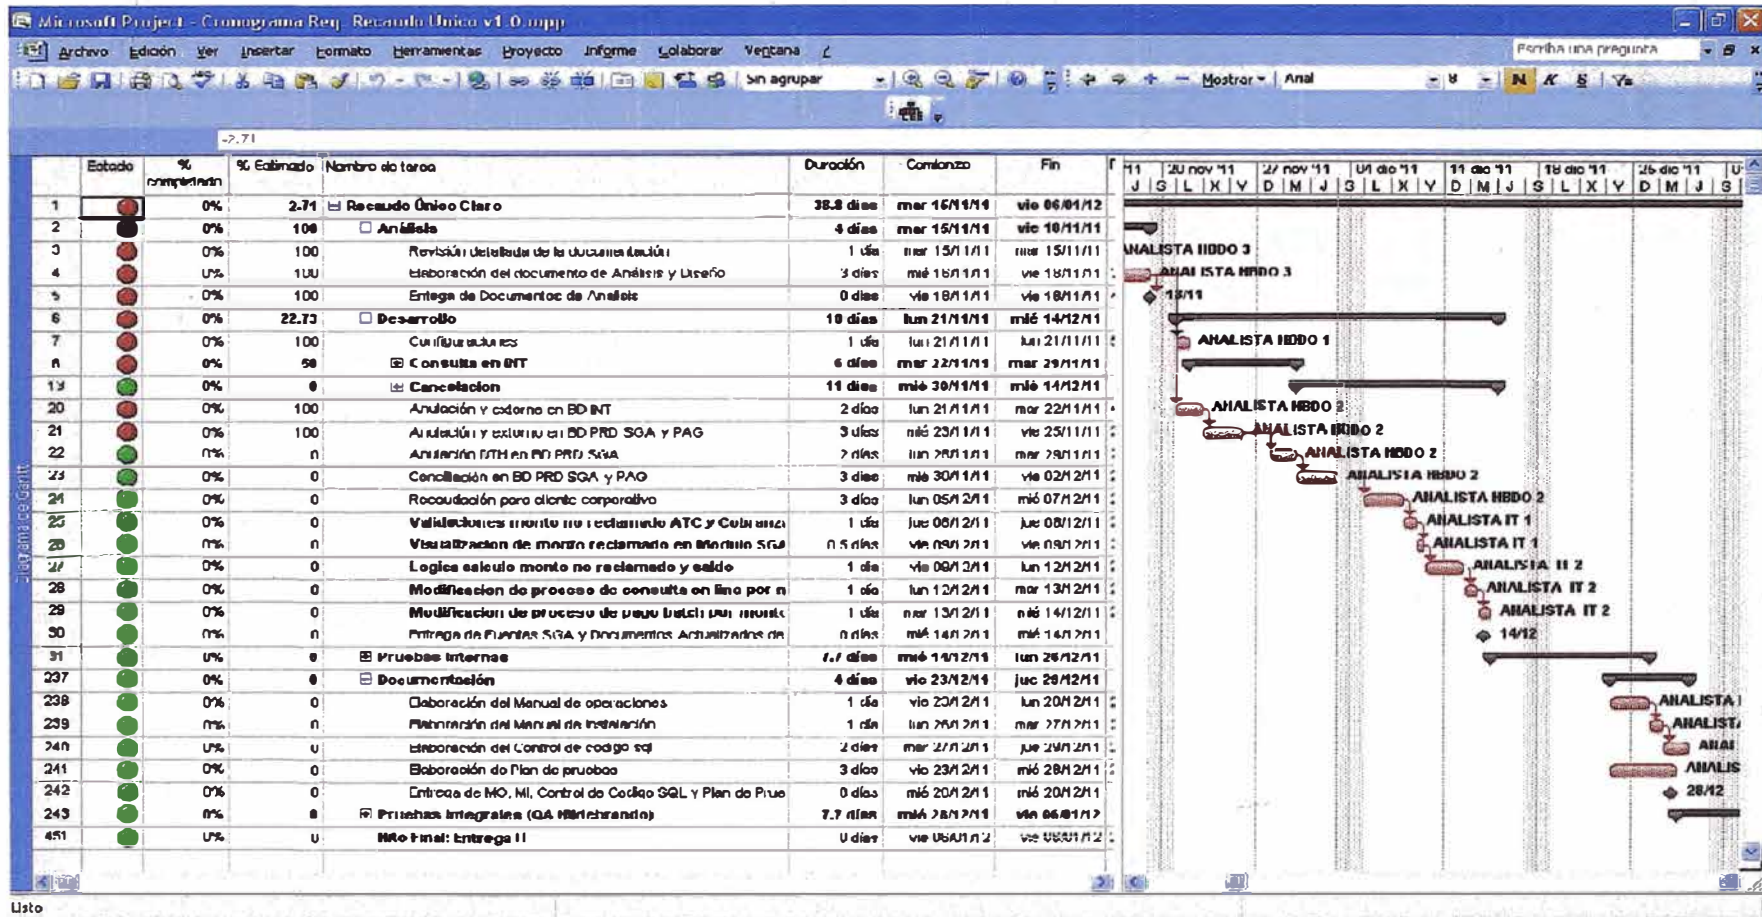 Microsoft Project - Cronograma Req. Recaudo Único v1.0.mpp
Archivo Edición Ver Insertar Formato Herramientas Proyecto Informe Colaborar Ventana ¿
Escriba una pregunta
Sin agrupar Mostrar Arial 8 N K S
-2.71
Estado % completado % Estimado Nombre de tarea Duración Comienzo Fin
'11 20 nov '11 27 nov '11 04 dic '11 11 dic '11 18 dic '11 25 dic '11
J S L X V D M J S L X V D M J S L X V D M J S
1 0% 2.71 Recaudo Único Claro 38.8 días mar 15/11/11 vie 06/01/12
2 0% 100 Análisis 4 días mar 15/11/11 vie 18/11/11
3 0% 100 Revisión detallada de la documentación 1 día mar 15/11/11 mar 15/11/11 ANALISTA HBDO 3
4 0% 100 Elaboración del documento de Análisis y Diseño 3 días mié 16/11/11 vie 18/11/11 ANALISTA HBDO 3
5 0% 100 Entega de Documentos de Analisis 0 días vie 18/11/11 vie 18/11/11 18/11
6 0% 22.73 Desarrollo 18 días lun 21/11/11 mié 14/12/11
7 0% 100 Configuraciones 1 día lun 21/11/11 lun 21/11/11 ANALISTA HBDO 1
8 0% 50 Consulta en INT 6 días mar 22/11/11 mar 29/11/11
19 0% 0 Cancelacion 11 días mié 30/11/11 mié 14/12/11
20 0% 100 Anulación y extorno en BD INT 2 días lun 21/11/11 mar 22/11/11 ANALISTA HBDO 2
21 0% 100 Anulación y extorno en BD PRD SGA y PAG 3 días mié 23/11/11 vie 25/11/11 ANALISTA HBDO 2
22 0% 0 Anulación DTH en BD PRD SGA 2 días lun 28/11/11 mar 29/11/11 ANALISTA HBDO 2
23 0% 0 Conciliación en BD PRD SGA y PAG 3 días mié 30/11/11 vie 02/12/11 ANALISTA HBDO 2
24 0% 0 Recaudación para cliente corporativo 3 días lun 05/12/11 mié 07/12/11 ANALISTA HBDO 2
25 0% 0 Validaciones monto no reclamado ATC y Cobranza 1 día jue 08/12/11 jue 08/12/11 ANALISTA IT 1
26 0% 0 Visualizacion de monto reclamado en Modulo SGA 0.5 días vie 09/12/11 vie 09/12/11 ANALISTA IT 1
27 0% 0 Logica calculo monto no reclamado y saldo 1 día vie 09/12/11 lun 12/12/11 ANALISTA IT 2
28 0% 0 Modificacion de proceso de consulta en line por n 1 día lun 12/12/11 mar 13/12/11 ANALISTA IT 2
29 0% 0 Modificacion de proceso de pago batch por monto 1 día mar 13/12/11 mié 14/12/11 ANALISTA IT 2
30 0% 0 Entrega de Fuentes SGA y Documentos Actualizados de 0 días mié 14/12/11 mié 14/12/11 14/12
31 0% 0 Pruebas Internas 7.7 días mié 14/12/11 lun 26/12/11
237 0% 0 Documentación 4 días vie 23/12/11 jue 29/12/11
238 0% 0 Elaboración del Manual de operaciones 1 día vie 23/12/11 lun 26/12/11 ANALISTA
239 0% 0 Elaboración del Manual de Instalación 1 día lun 26/12/11 mar 27/12/11 ANALIST
240 0% 0 Elaboración del Control de codigo sql 2 días mar 27/12/11 jue 29/12/11 ANAL
241 0% 0 Elaboración de Plan de pruebas 3 días vie 23/12/11 mié 28/12/11 ANALIS
242 0% 0 Entrega de MO, MI, Control de Codigo SQL y Plan de Prue 0 días mié 28/12/11 mié 28/12/11 28/12
243 0% 0 Pruebas Integrales (QA Hildebrando) 7.7 días mié 28/12/11 vie 06/01/12
451 0% 0 Hito Final: Entrega IT 0 días vie 06/01/12 vie 06/01/12
Diagrama de Gantt
Listo